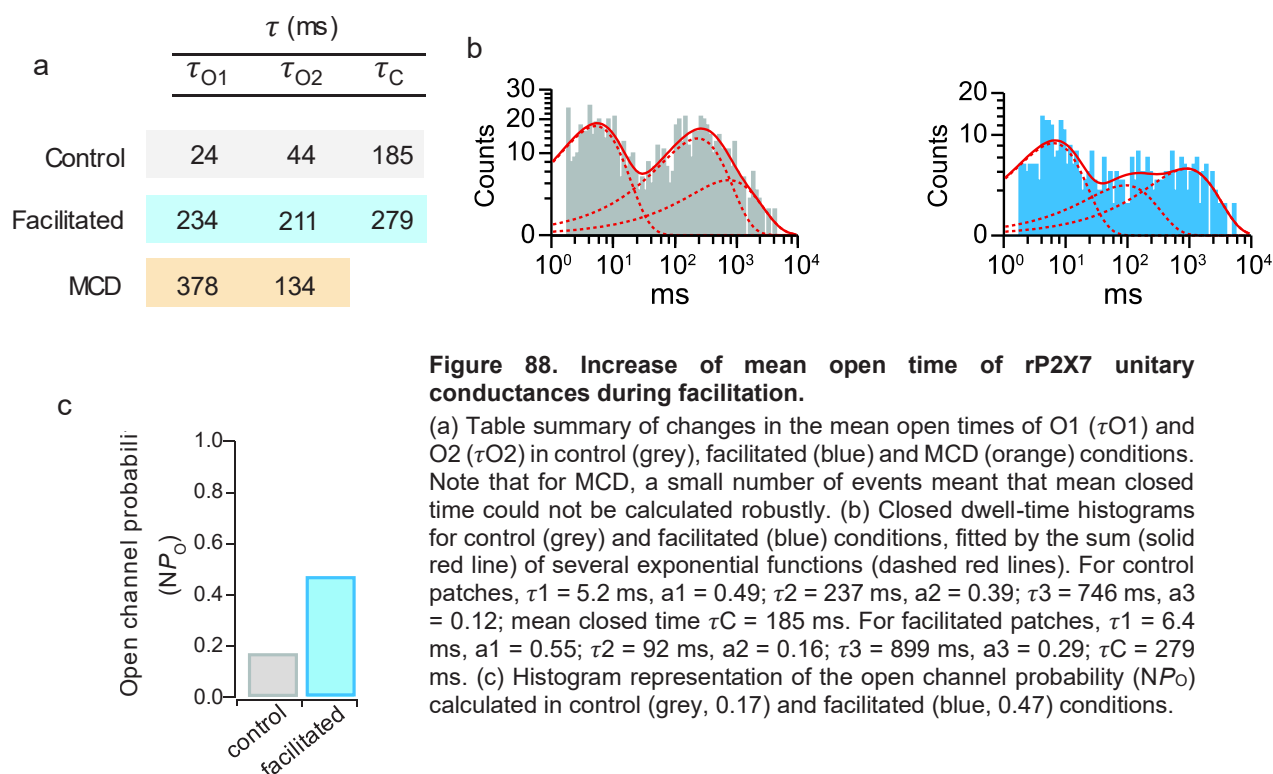 a
τ (ms)
τO1 τO2 τC
Control 24 44 185
Facilitated 234 211 279
MCD 378 134
b
30
20
10
0
Counts
10⁰ 10¹ 10² 10³ 10⁴
ms
20
10
0
Counts
10⁰ 10¹ 10² 10³ 10⁴
ms
Figure 88. Increase of mean open time of rP2X7 unitary
conductances during facilitation.
(a) Table summary of changes in the mean open times of O1 (τO1) and
O2 (τO2) in control (grey), facilitated (blue) and MCD (orange) conditions.
Note that for MCD, a small number of events meant that mean closed
time could not be calculated robustly. (b) Closed dwell-time histograms
for control (grey) and facilitated (blue) conditions, fitted by the sum (solid
red line) of several exponential functions (dashed red lines). For control
patches, τ1 = 5.2 ms, a1 = 0.49; τ2 = 237 ms, a2 = 0.39; τ3 = 746 ms, a3
= 0.12; mean closed time τC = 185 ms. For facilitated patches, τ1 = 6.4
ms, a1 = 0.55; τ2 = 92 ms, a2 = 0.16; τ3 = 899 ms, a3 = 0.29; τC = 279
ms. (c) Histogram representation of the open channel probability (NPO)
calculated in control (grey, 0.17) and facilitated (blue, 0.47) conditions.
c
Open channel probabili
(NPO)
1.0
0.8
0.6
0.4
0.2
0.0
control
facilitated